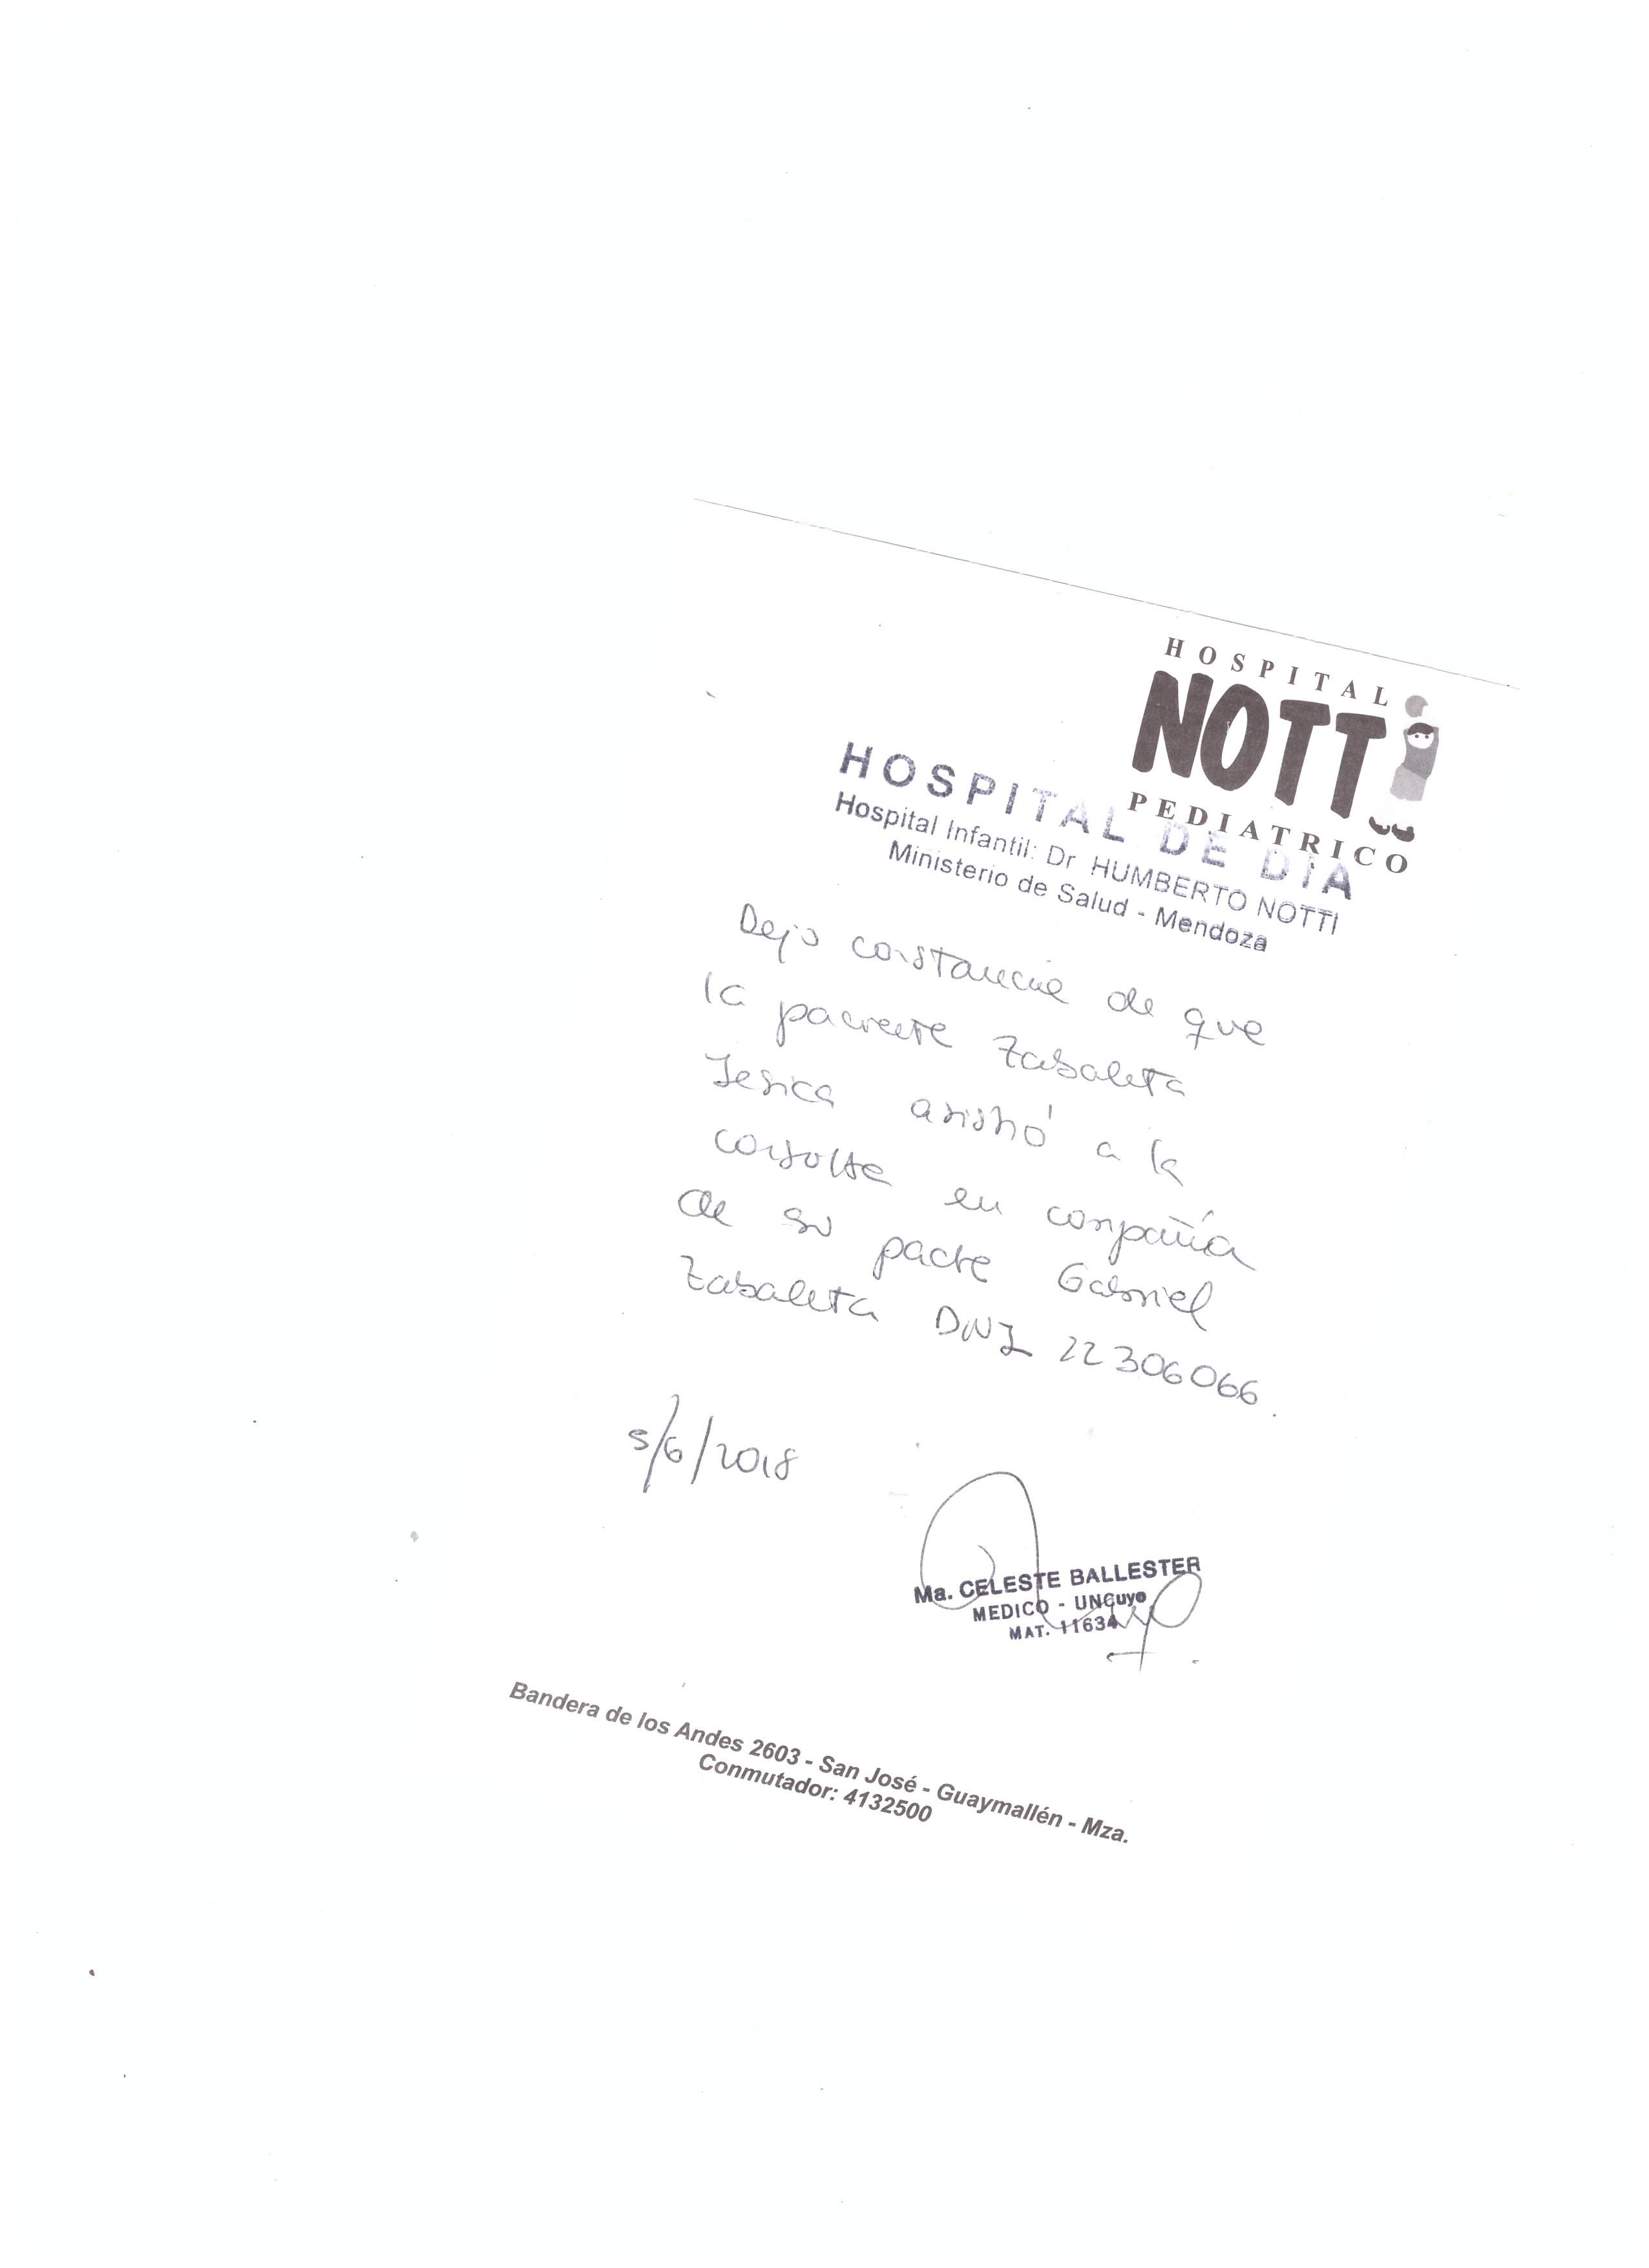 HOSPITAL
NOTTI
PEDIATRICO
HOSPITAL DE DIA
Hospital Infantil: Dr HUMBERTO NOTTI
Ministerio de Salud - Mendoza
Dejo constancia de que
la paciente Zabaleta
Jesica asistió a la
consulta en compañía
de su padre Gabriel
Zabaleta DNI 22306066.
5/6/2018
Ma. CELESTE BALLESTER
MEDICO - UNCuyo
MAT. 11634
Bandera de los Andes 2603 - San José - Guaymallén - Mza.
Conmutador: 4132500